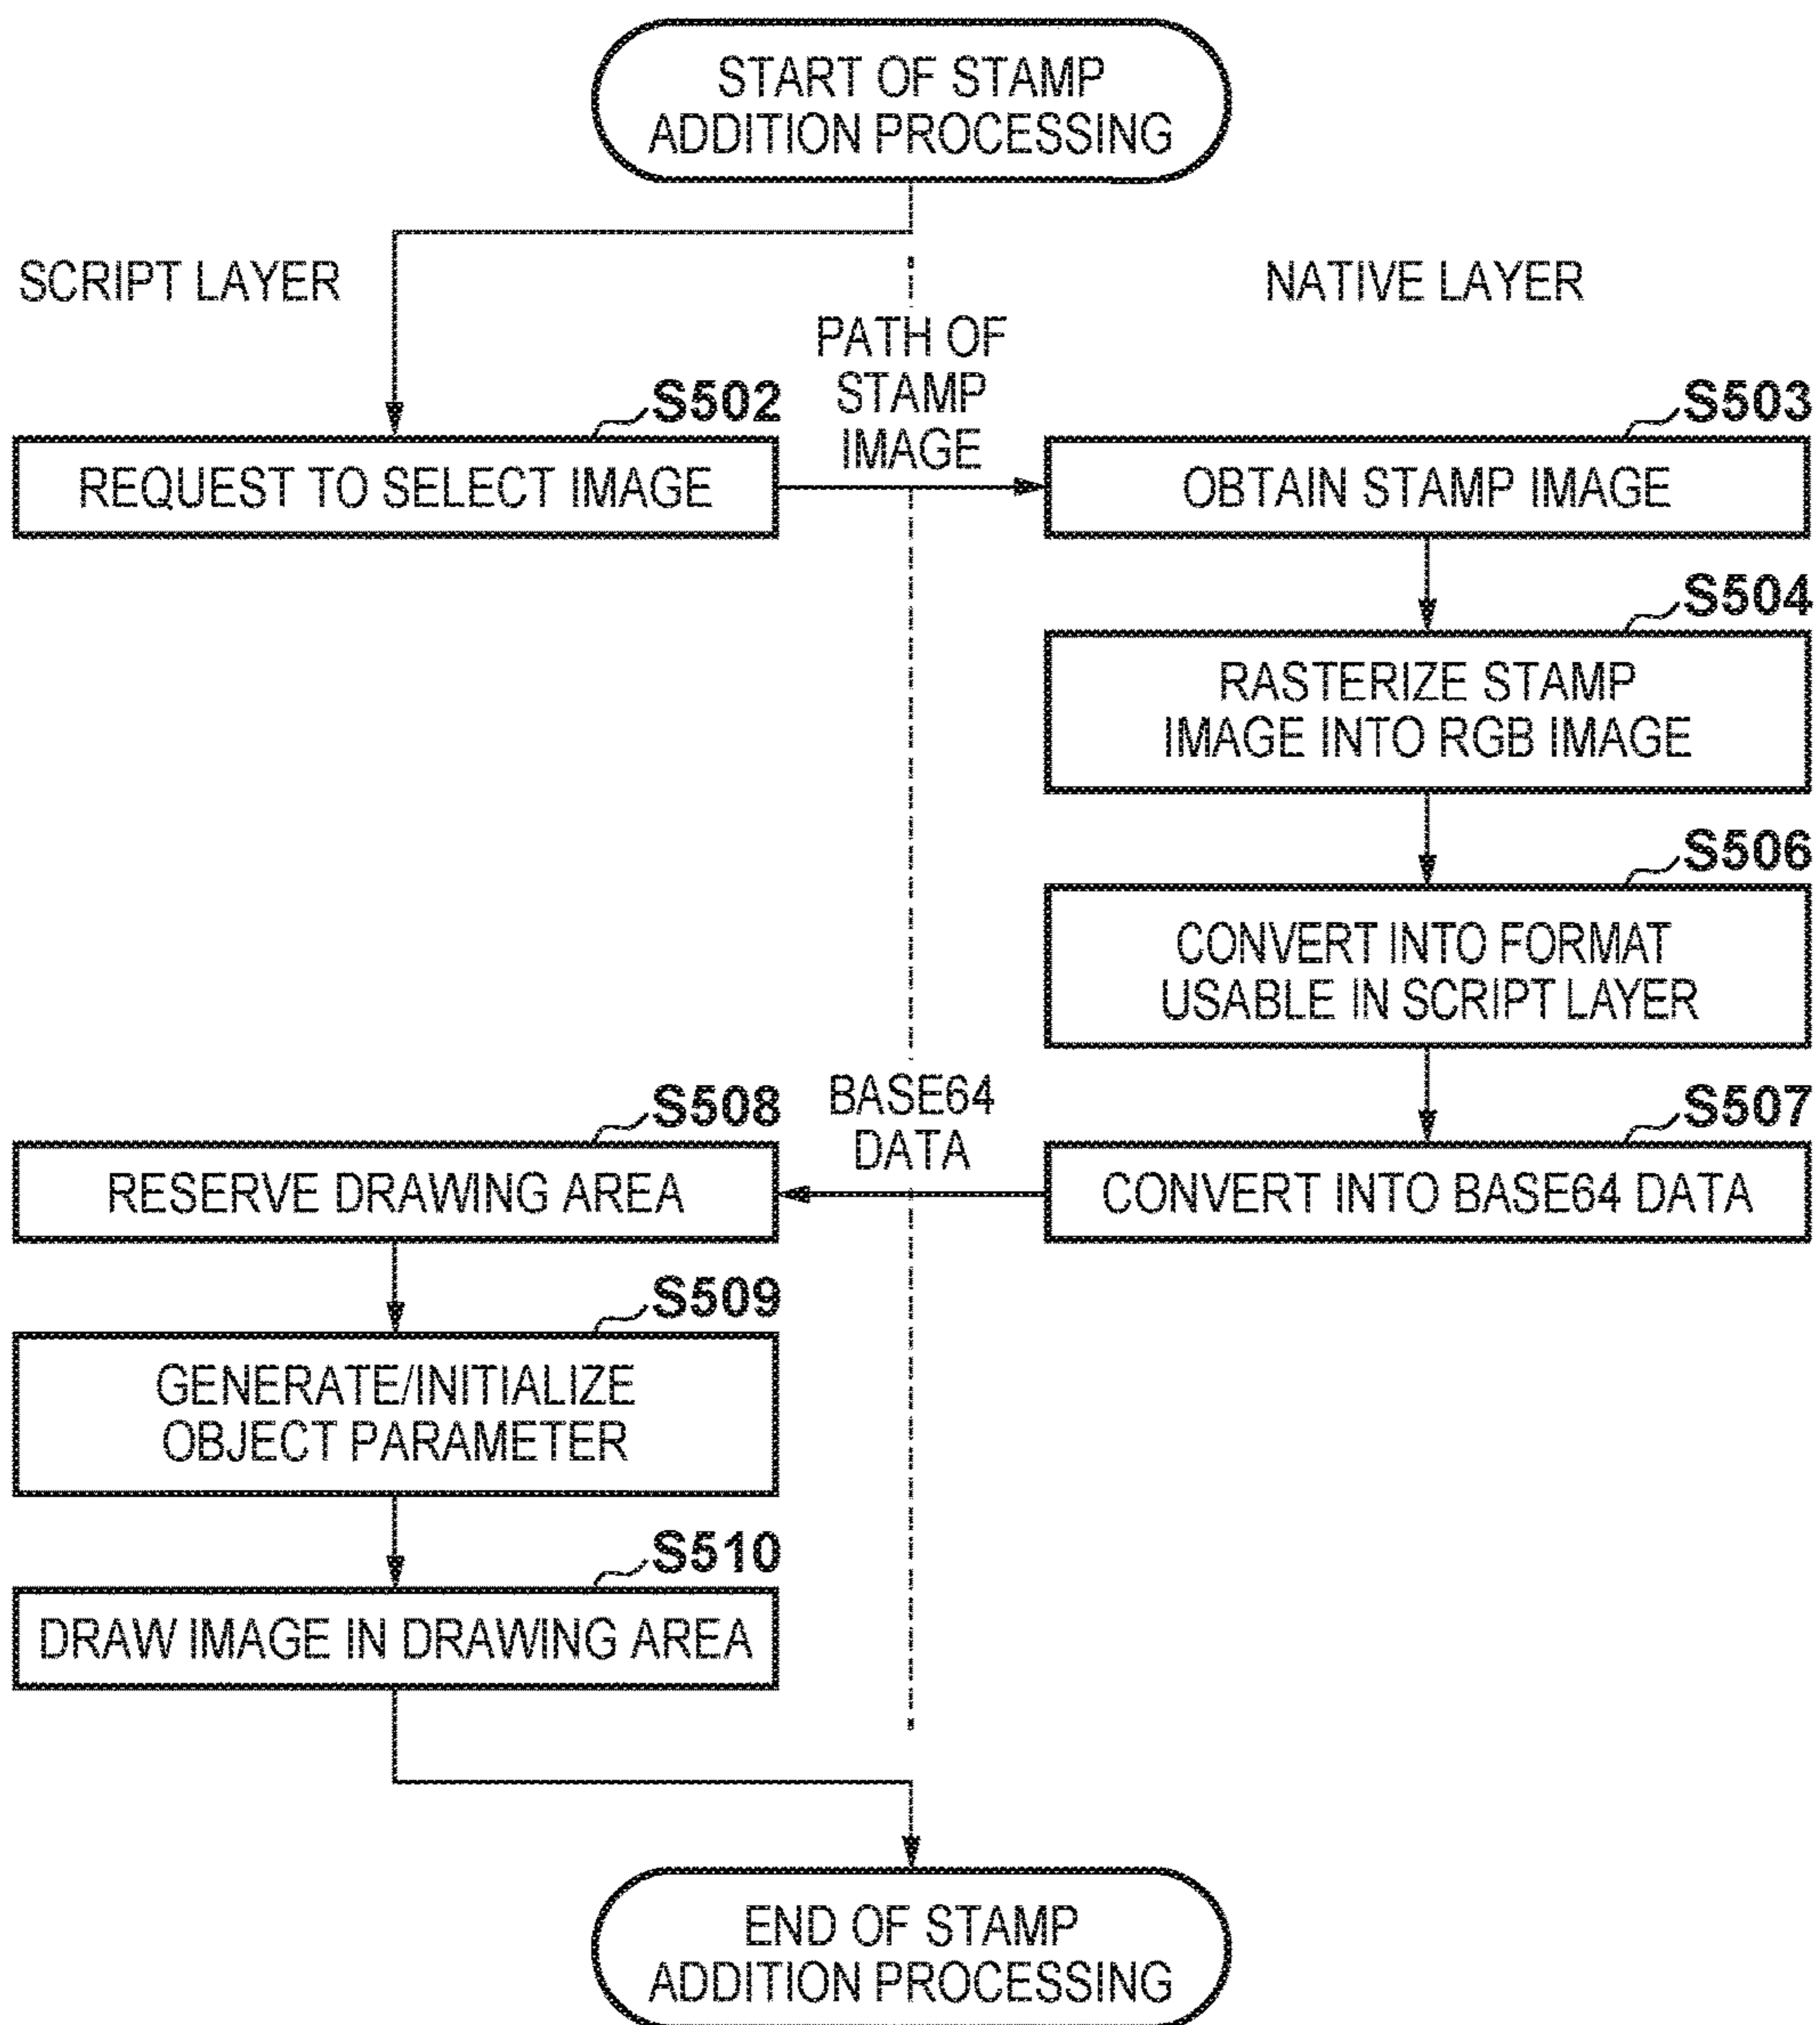 START OF STAMP
ADDITION PROCESSING
SCRIPT LAYER
NATIVE LAYER
PATH OF
STAMP
IMAGE
S502
REQUEST TO SELECT IMAGE
S503
OBTAIN STAMP IMAGE
S504
RASTERIZE STAMP
IMAGE INTO RGB IMAGE
S506
CONVERT INTO FORMAT
USABLE IN SCRIPT LAYER
S507
CONVERT INTO BASE64 DATA
BASE64
DATA
S508
RESERVE DRAWING AREA
S509
GENERATE/INITIALIZE
OBJECT PARAMETER
S510
DRAW IMAGE IN DRAWING AREA
END OF STAMP
ADDITION PROCESSING